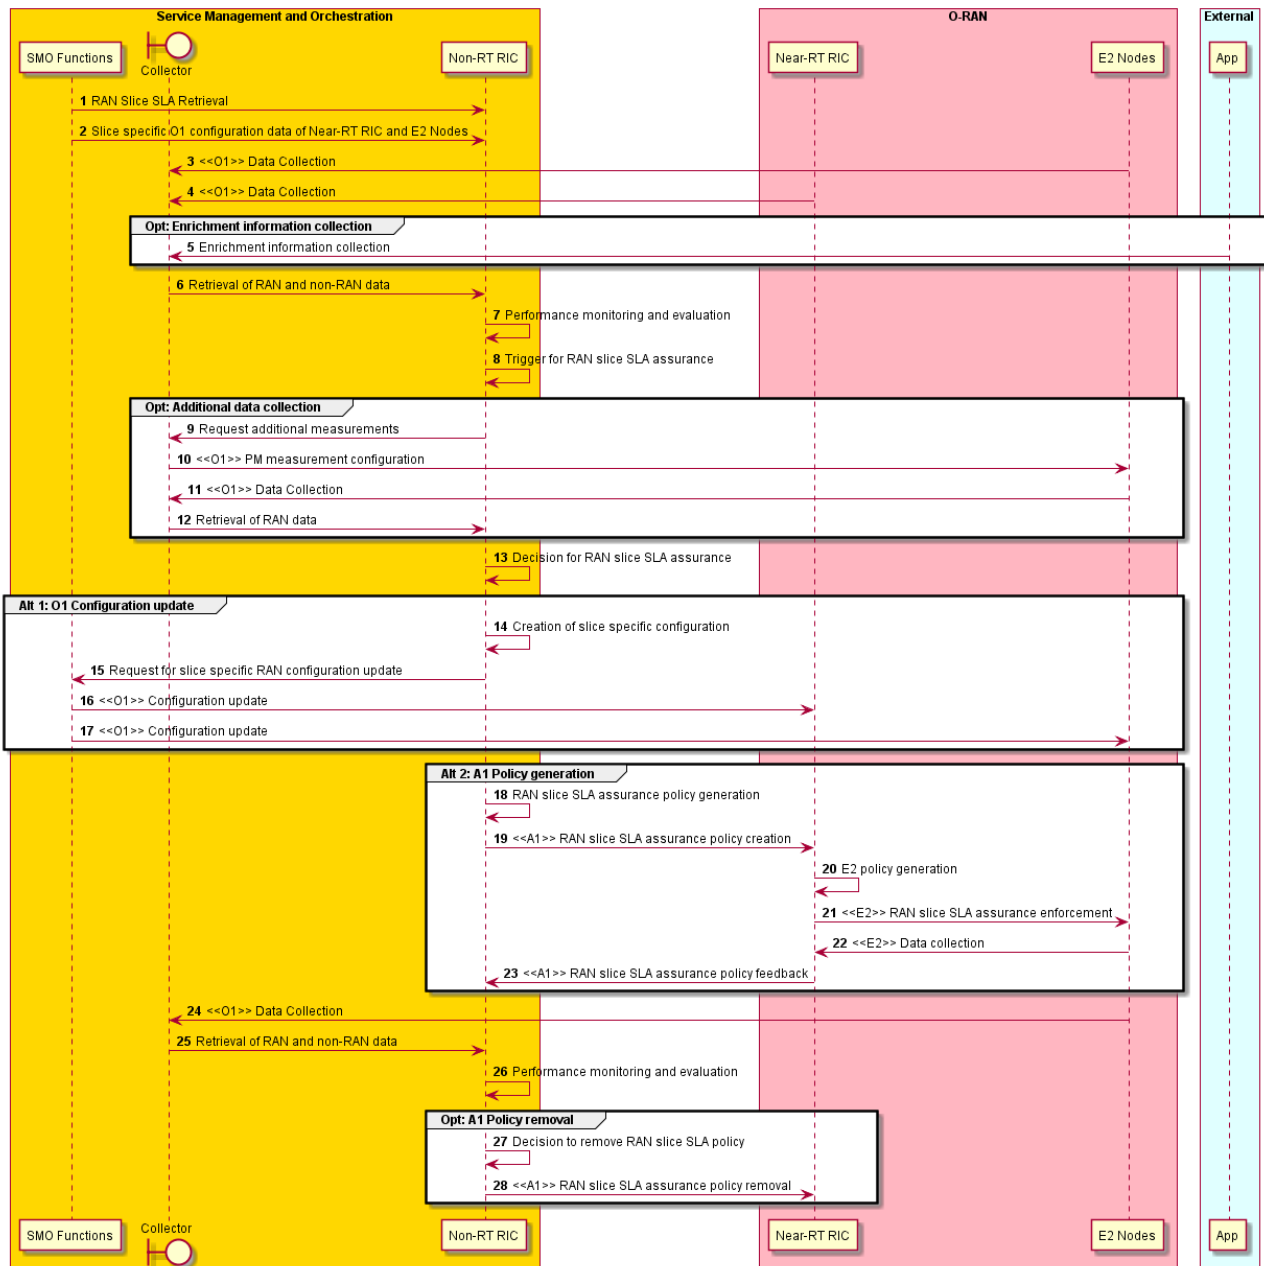 Service Management and Orchestration
O-RAN
External
SMO Functions
Collector
Non-RT RIC
Near-RT RIC
E2 Nodes
App
1 RAN Slice SLA Retrieval
2 Slice specific O1 configuration data of Near-RT RIC and E2 Nodes
3 <<O1>> Data Collection
4 <<O1>> Data Collection
Opt: Enrichment information collection
5 Enrichment information collection
6 Retrieval of RAN and non-RAN data
7 Performance monitoring and evaluation
8 Trigger for RAN slice SLA assurance
Opt: Additional data collection
9 Request additional measurements
10 <<O1>> PM measurement configuration
11 <<O1>> Data Collection
12 Retrieval of RAN data
13 Decision for RAN slice SLA assurance
Alt 1: O1 Configuration update
14 Creation of slice specific configuration
15 Request for slice specific RAN configuration update
16 <<O1>> Configuration update
17 <<O1>> Configuration update
Alt 2: A1 Policy generation
18 RAN slice SLA assurance policy generation
19 <<A1>> RAN slice SLA assurance policy creation
20 E2 policy generation
21 <<E2>> RAN slice SLA assurance enforcement
22 <<E2>> Data collection
23 <<A1>> RAN slice SLA assurance policy feedback
24 <<O1>> Data Collection
25 Retrieval of RAN and non-RAN data
26 Performance monitoring and evaluation
Opt: A1 Policy removal
27 Decision to remove RAN slice SLA policy
28 <<A1>> RAN slice SLA assurance policy removal
SMO Functions
Collector
Non-RT RIC
Near-RT RIC
E2 Nodes
App